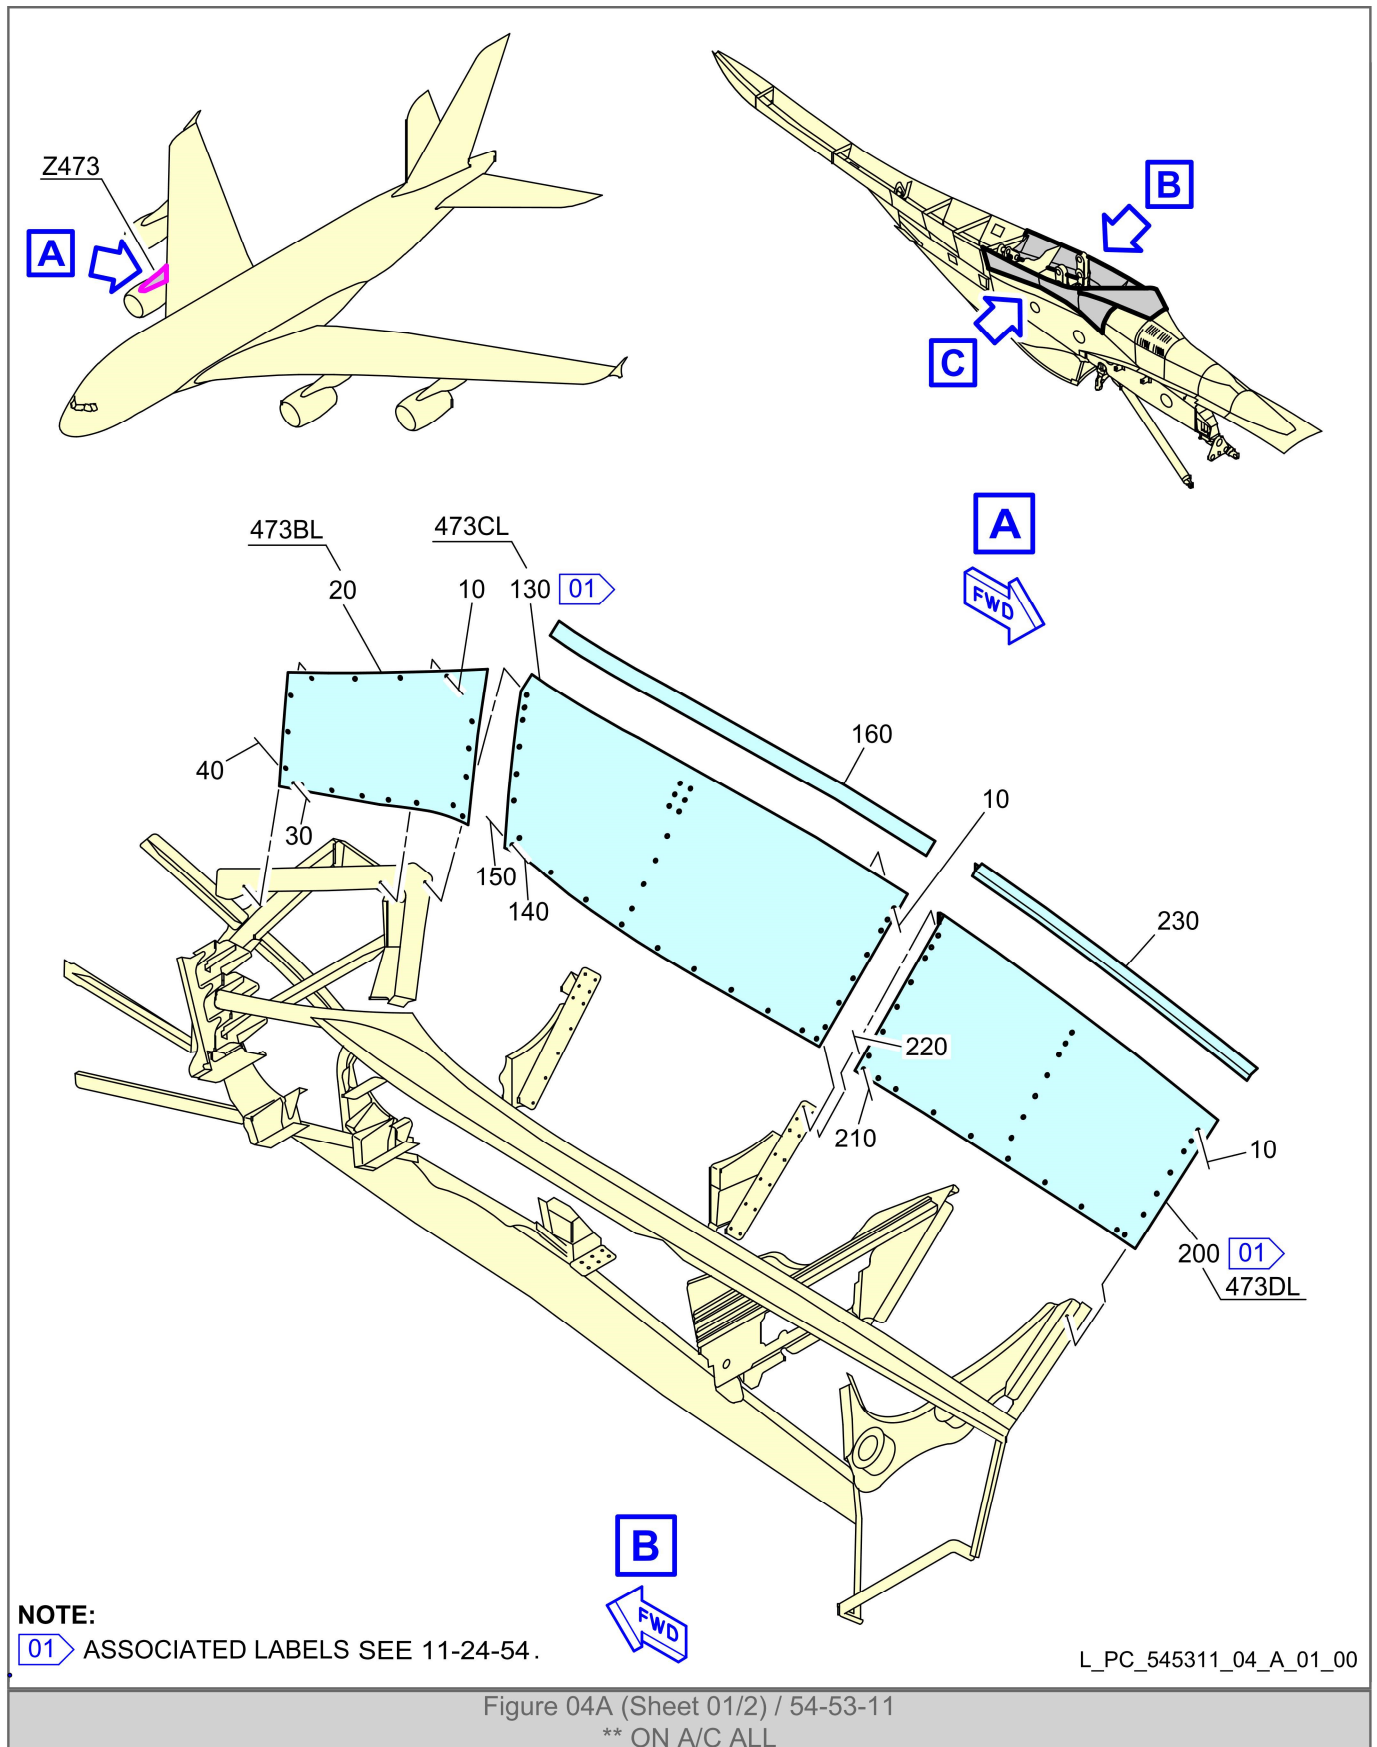 Z473
A
B
C
A
FWD
473BL
473CL
20
10
130
01
160
40
10
30
150
140
230
220
210
10
200
01
473DL
B
FWD
NOTE:
01 ASSOCIATED LABELS SEE 11-24-54.
L_PC_545311_04_A_01_00
Figure 04A (Sheet 01/2) / 54-53-11
** ON A/C ALL